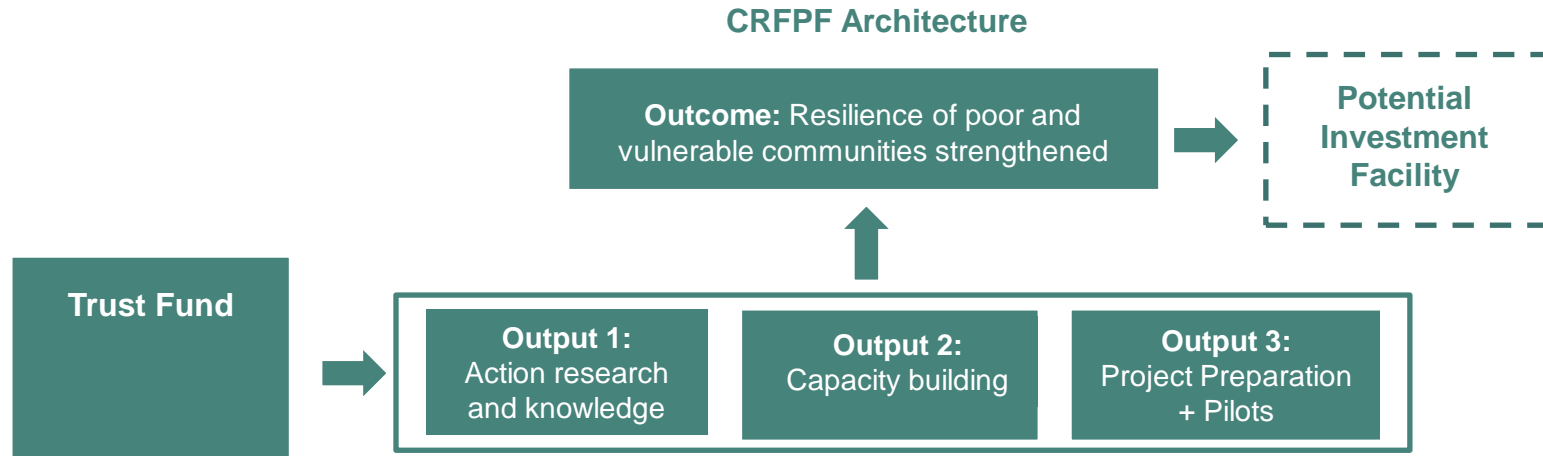 CRFPF Architecture
Outcome: Resilience of poor and
vulnerable communities strengthened
Potential
Investment
Facility
Trust Fund
Output 1:
Action research
and knowledge
Output 2:
Capacity building
Output 3:
Project Preparation
+ Pilots